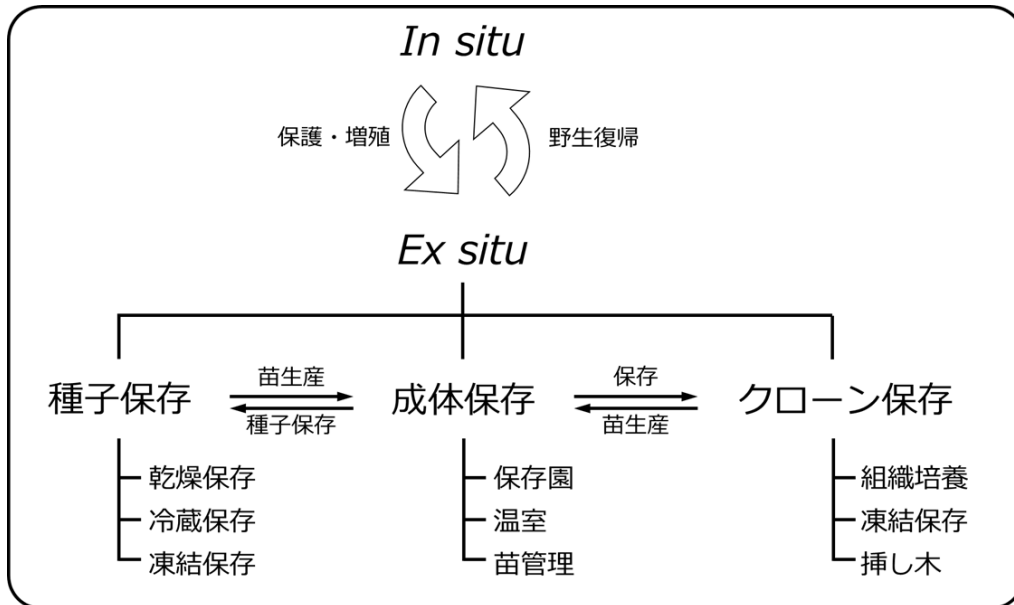 In situ
保護・増殖
野生復帰
Ex situ
種子保存
苗生産
種子保存
成体保存
保存
苗生産
クローン保存
乾燥保存
冷蔵保存
凍結保存
保存園
温室
苗管理
組織培養
凍結保存
挿し木